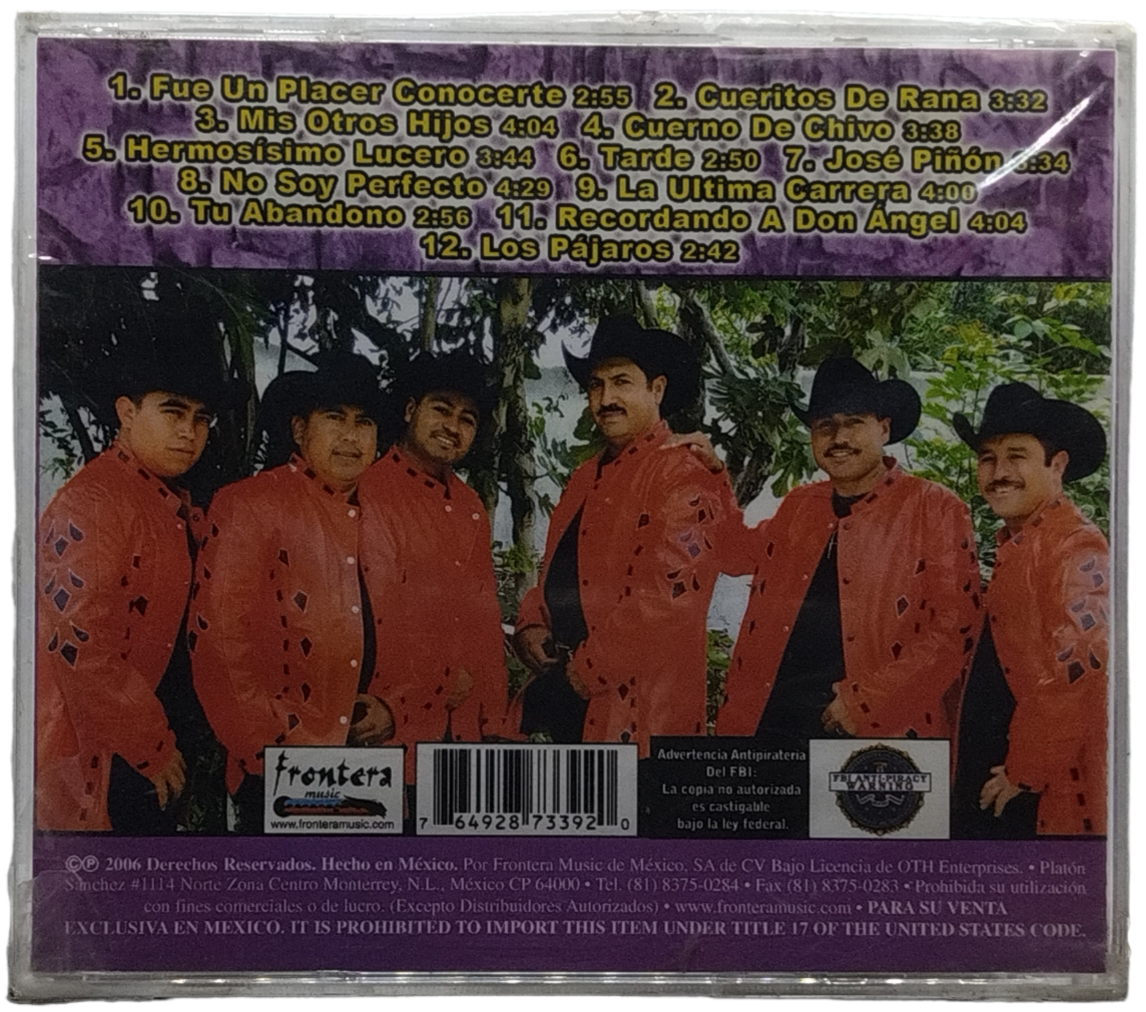 1. Fue Un Placer Conocerte 2:55 2. Cueritos De Rana 3:32
3. Mis Otros Hijos 4:04 4. Cuerno De Chivo 3:38
5. Hermosísimo Lucero 3:44 6. Tarde 2:50 7. José Piñón :34
8. No Soy Perfecto 4:29 9. La Ultima Carrera 4:00
10. Tu Abandono 2:56 11. Recordando A Don Ángel 4:04
12. Los Pájaros 2:42
frontera
music
www.fronteramusic.com
7 64928 73392 0
Advertencia Antipirateria
Del FBI:
La copia no autorizada
es castigable
bajo la ley federal.
FBI ANTI-PIRACY
WARNING
©℗ 2006 Derechos Reservados. Hecho en México. Por Frontera Music de México, SA de CV Bajo Licencia de OTH Enterprises. • Platón
Sánchez #1114 Norte Zona Centro Monterrey, N.L., México CP 64000 • Tel. (81) 8375-0284 • Fax (81) 8375-0283 • Prohibida su utilización
con fines comerciales o de lucro. (Excepto Distribuidores Autorizados) • www.fronteramusic.com • PARA SU VENTA
EXCLUSIVA EN MEXICO. IT IS PROHIBITED TO IMPORT THIS ITEM UNDER TITLE 17 OF THE UNITED STATES CODE.